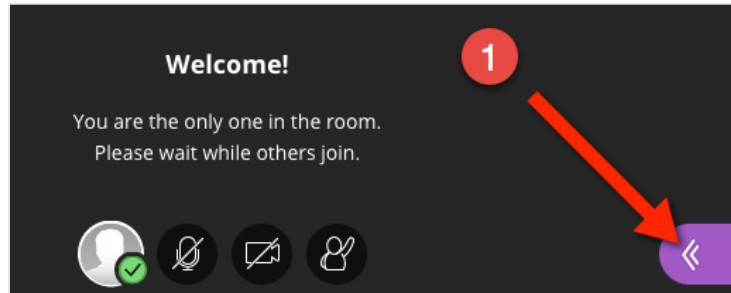 Welcome!
1
You are the only one in the room.
Please wait while others join.